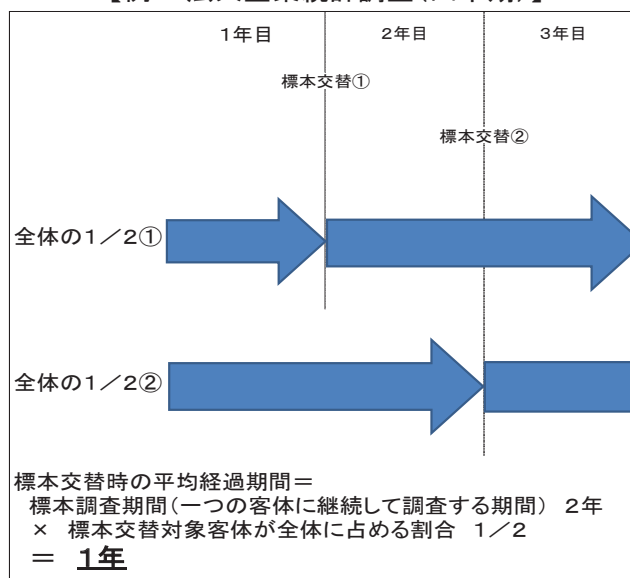 1年目 2年目 3年目
標本交替①
標本交替②
全体の1／2①
全体の1／2②
標本交替時の平均経過期間＝
標本調査期間(一つの客体に継続して調査する期間) 2年
× 標本交替対象客体が全体に占める割合 1／2
＝ 1年